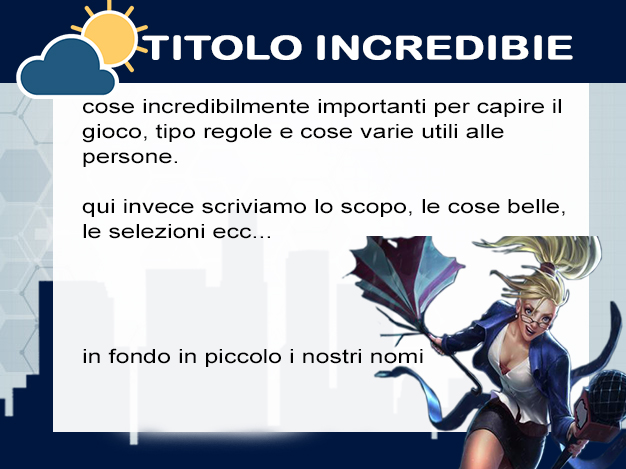 TITOLO INCREDIBIE
cose incredibilmente importanti per capire il
gioco, tipo regole e cose varie utili alle
persone.
qui invece scriviamo lo scopo, le cose belle,
le selezioni ecc...
in fondo in piccolo i nostri nomi